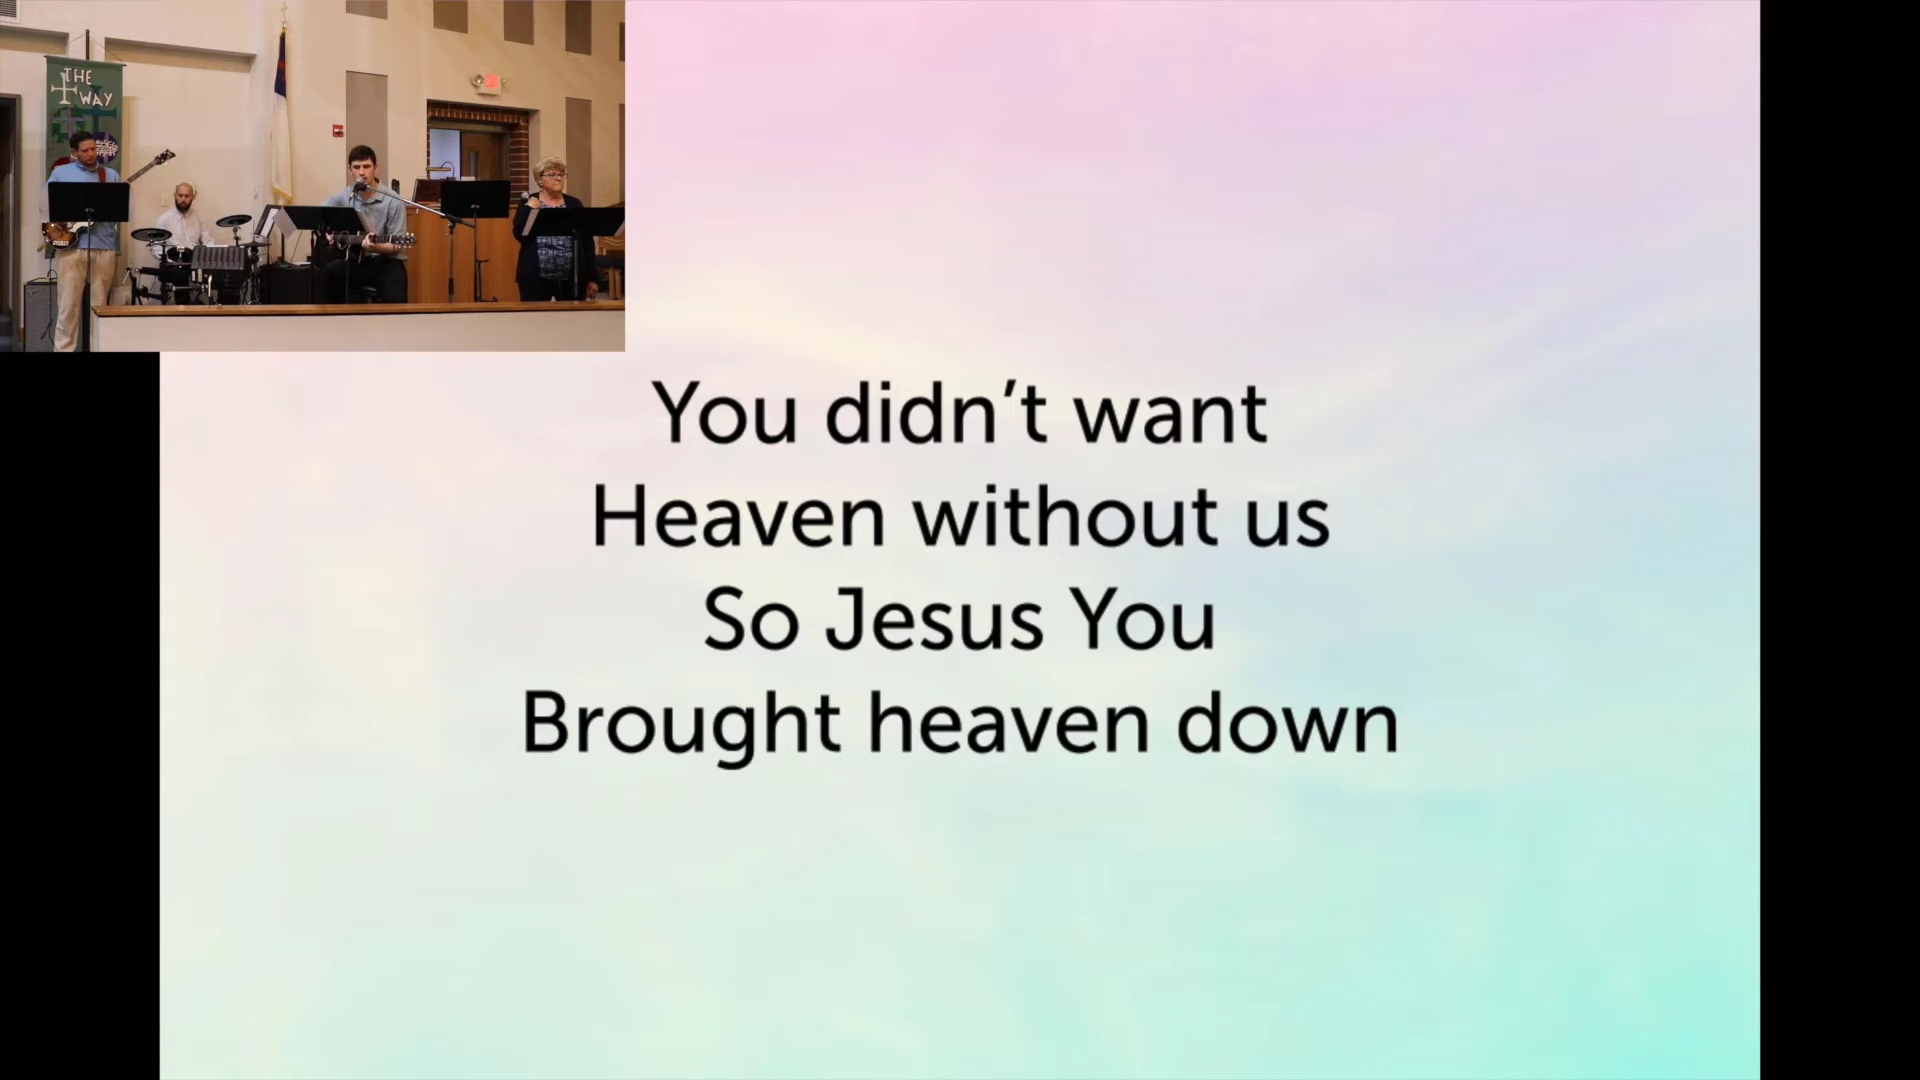 THE
WAY
You didn’t want
Heaven without us
So Jesus You
Brought heaven down